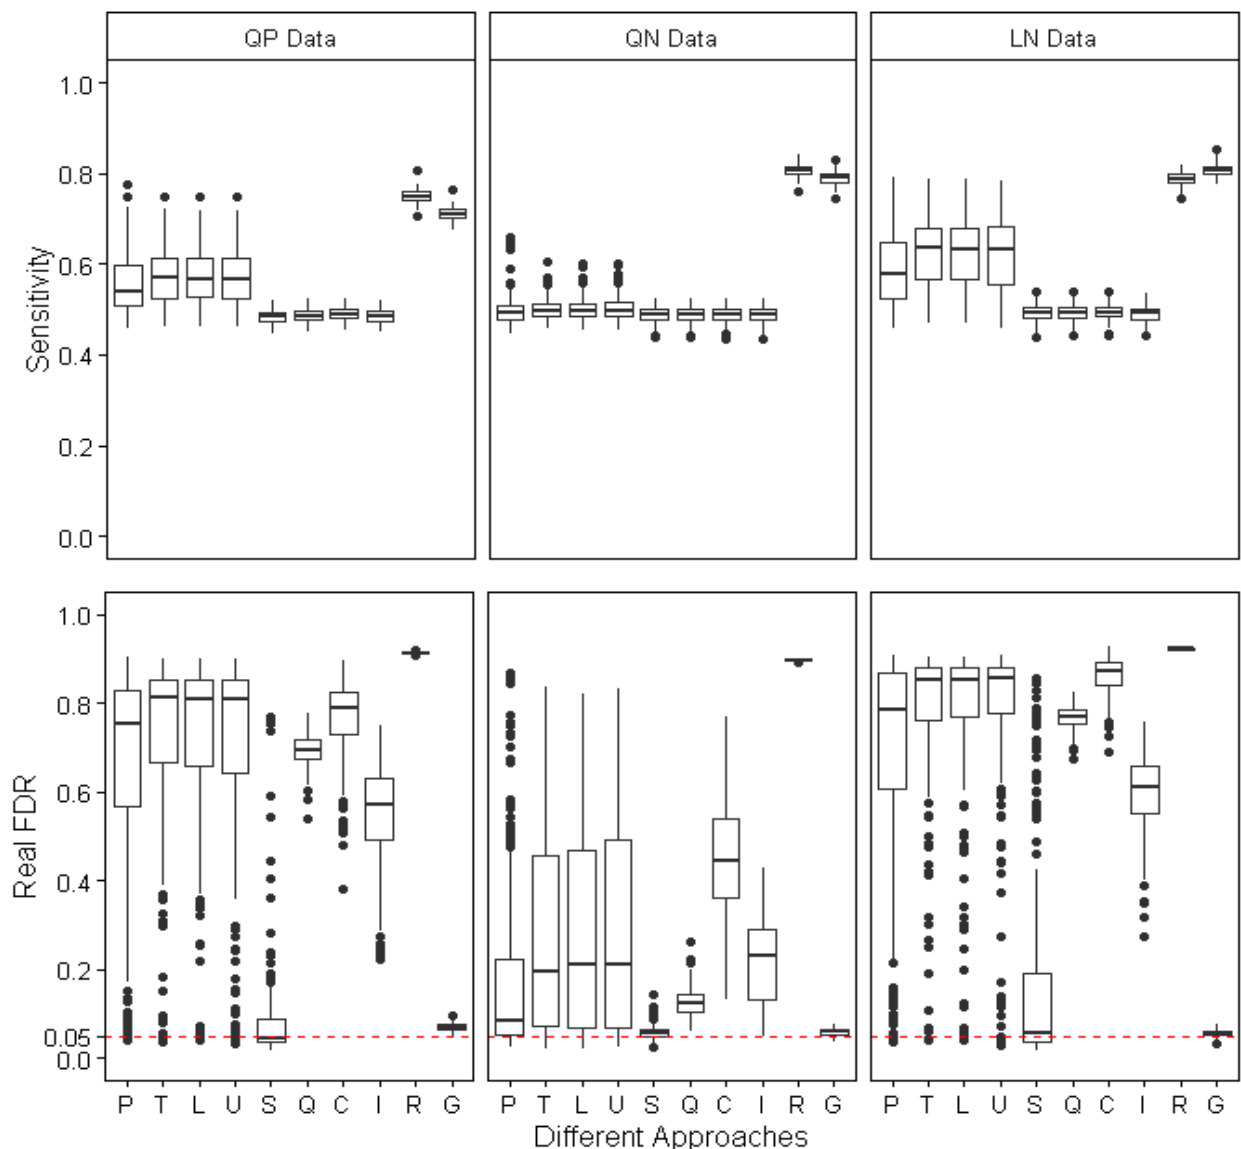 QP Data QN Data LN Data
1.0
0.8
0.6
0.4
0.2
0.0
Sensitivity
1.0
0.8
0.6
0.4
0.2
0.05
0.0
Real FDR
P T L U S Q C I R G P T L U S Q C I R G P T L U S Q C I R G
Different Approaches